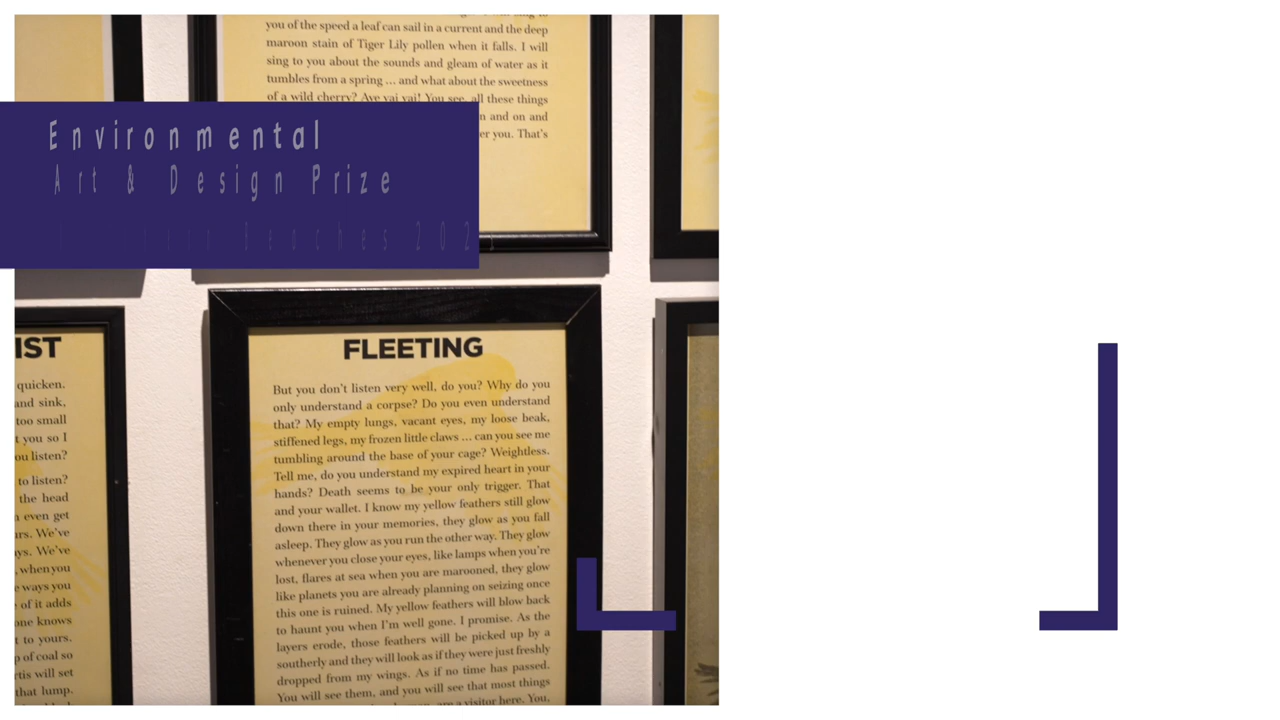 you of the speed a leaf can sail in a current and the deep
maroon stain of Tiger Lily pollen when it falls. I will
sing to you about the sounds and gleam of water as it
tumbles from a spring ... and what about the sweetness
of a wild cherry? Aye yai yai! You see, all these things
n and on and
er you. That's
Environmental
Art & Design Prize
Beaches 2021
IST
quicken.
and sink,
too small
t you so I
ou listen?
to listen?
the head
n even get
urs. We've
ys. We've
, when you
e ways you
of it adds
one knows
t to yours.
p of coal so
rtis will set
that lump.
FLEETING
But you don't listen very well, do you? Why do you
only understand a corpse? Do you even understand
that? My empty lungs, vacant eyes, my loose beak,
stiffened legs, my frozen little claws ... can you see me
tumbling around the base of your cage? Weightless.
Tell me, do you understand my expired heart in your
hands? Death seems to be your only trigger. That
and your wallet. I know my yellow feathers still glow
down there in your memories, they glow as you fall
asleep. They glow as you run the other way. They glow
whenever you close your eyes, like lamps when you're
lost, flares at sea when you are marooned, they glow
like planets you are already planning on seizing once
this one is ruined. My yellow feathers will blow back
to haunt you when I'm well gone. I promise. As the
layers erode, those feathers will be picked up by a
southerly and they will look as if they were just freshly
dropped from my wings. As if no time has passed.
You will see them, and you will see that most things
are a visitor here. You,